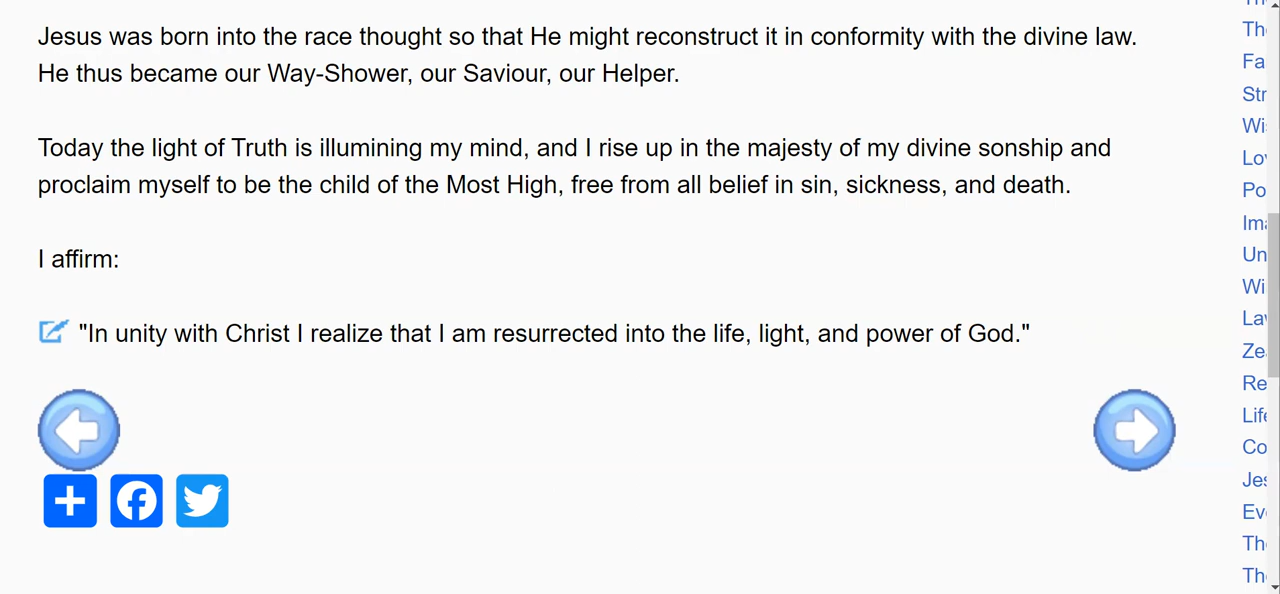 Jesus was born into the race thought so that He might reconstruct it in conformity with the divine law.
He thus became our Way-Shower, our Saviour, our Helper.
Today the light of Truth is illumining my mind, and I rise up in the majesty of my divine sonship and
proclaim myself to be the child of the Most High, free from all belief in sin, sickness, and death.
I affirm:
"In unity with Christ I realize that I am resurrected into the life, light, and power of God."